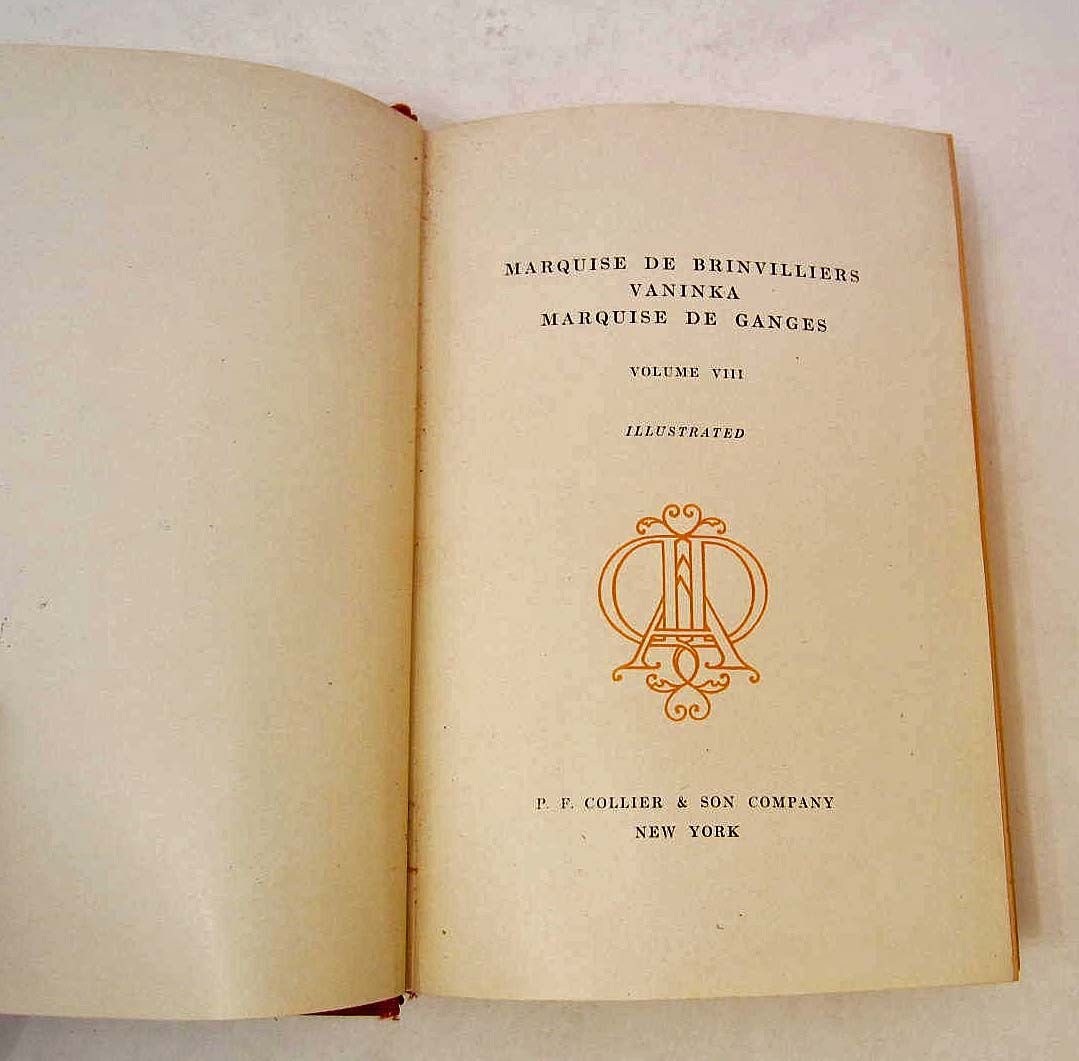 MARQUISE DE BRINVILLIERS
VANINKA
MARQUISE DE GANGES
VOLUME VIII
ILLUSTRATED
P. F. COLLIER & SON COMPANY
NEW YORK